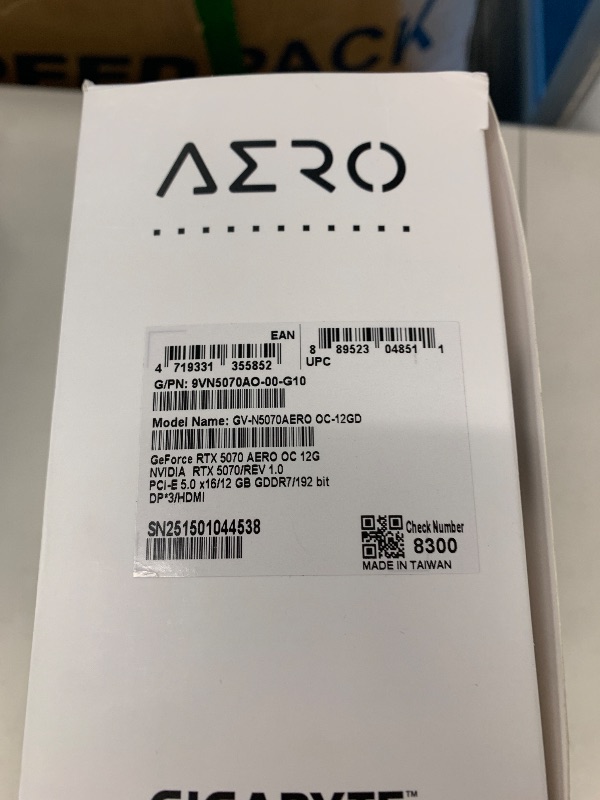 PACK
AERO
EAN
4 719331 355852
8 89523 04851 1
UPC
G/PN: 9VN5070AO-00-G10
Model Name: GV-N5070AERO OC-12GD
GeForce RTX 5070 AERO OC 12G
NVIDIA RTX 5070/REV 1.0
PCI-E 5.0 x16/12 GB GDDR7/192 bit
DP*3/HDMI
SN251501044538
Check Number
8300
MADE IN TAIWAN
GIGABYTE™